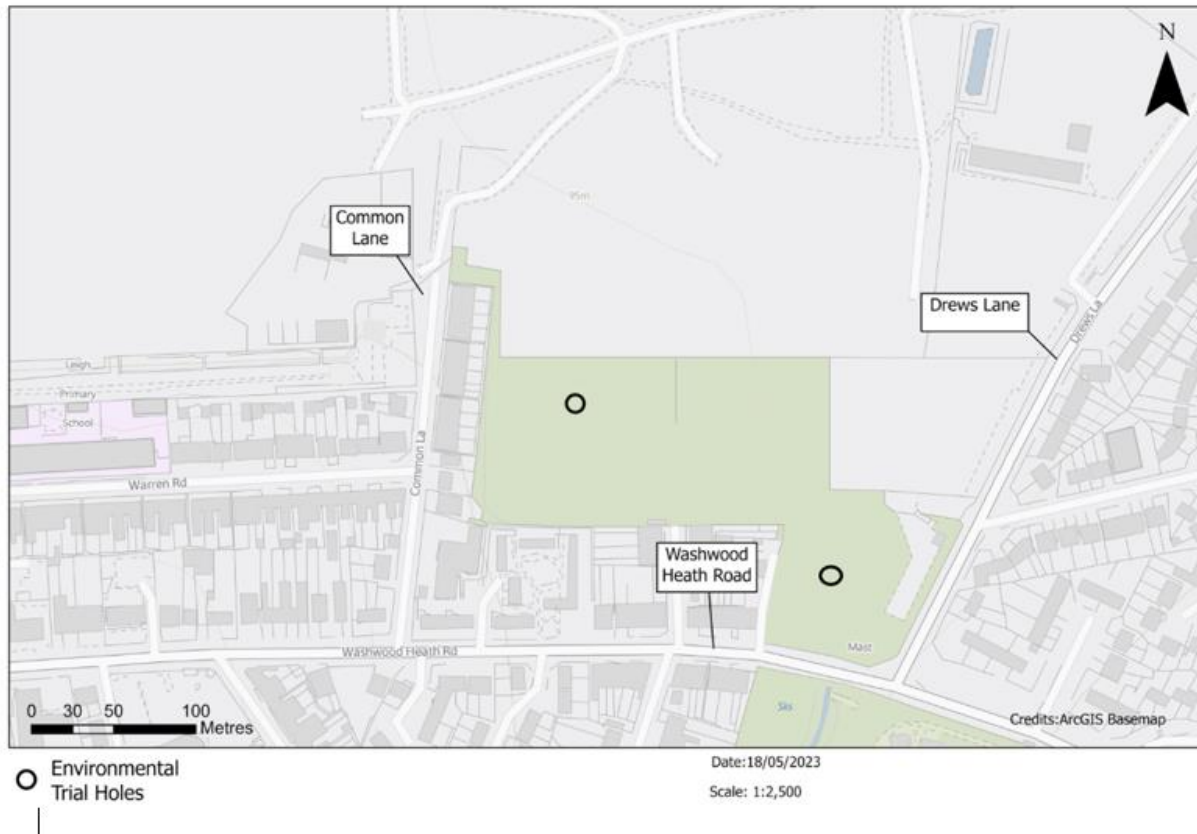 N
Common
Lane
95m
Drews Lane
Drews La
Leigh
Primary
School
Common La
Warren Rd
Washwood
Heath Road
Mast
Washwood Heath Rd
0 30 50 100
Metres
Credits:ArcGIS Basemap
Environmental
Trial Holes
Date:18/05/2023
Scale: 1:2,500